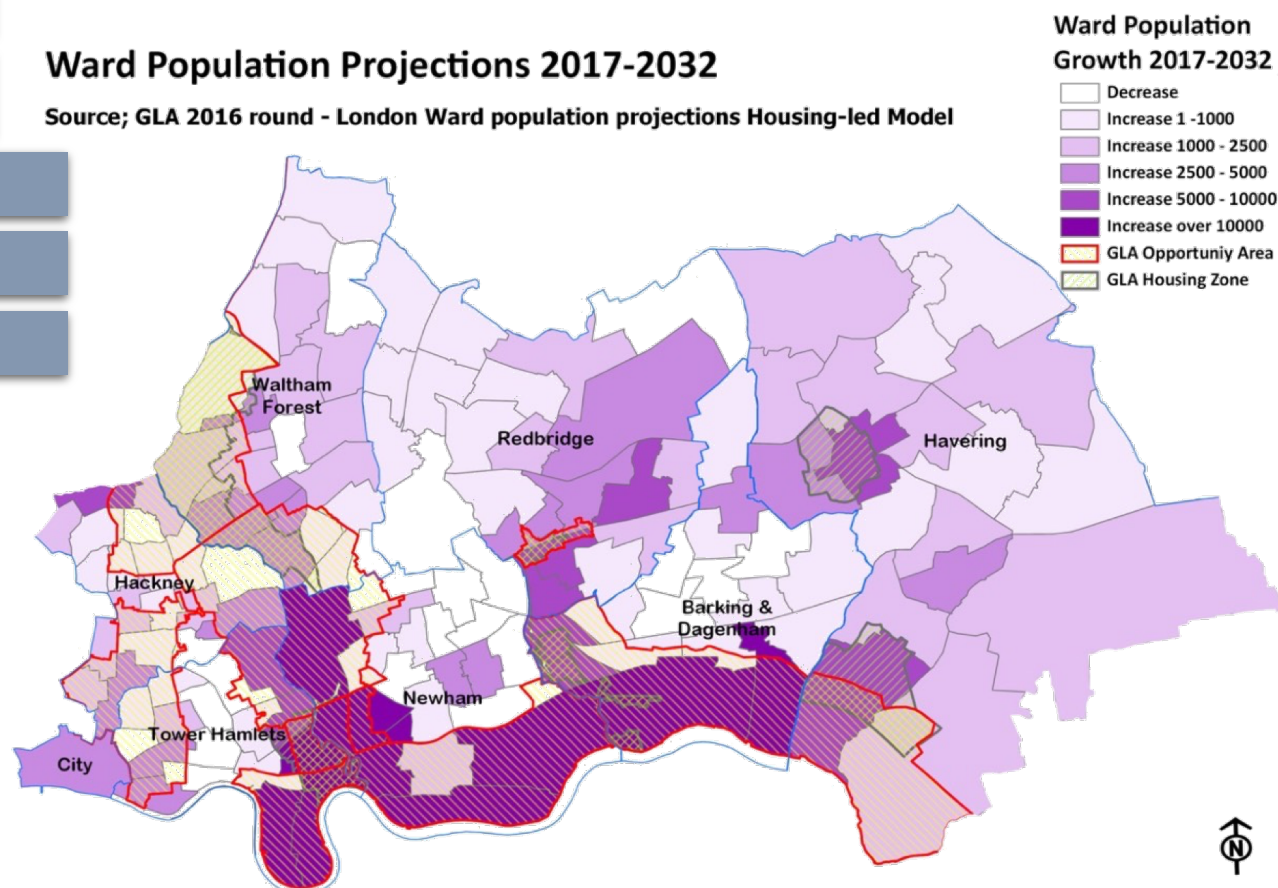 Ward Population Projections 2017-2032
Source; GLA 2016 round - London Ward population projections Housing-led Model
Ward Population
Growth 2017-2032
Decrease
Increase 1 -1000
Increase 1000 - 2500
Increase 2500 - 5000
Increase 5000 - 10000
Increase over 10000
GLA Opportuniy Area
GLA Housing Zone
Waltham
Forest
Redbridge
Havering
Hackney
Barking &
Dagenham
Newham
Tower Hamlets
City
N